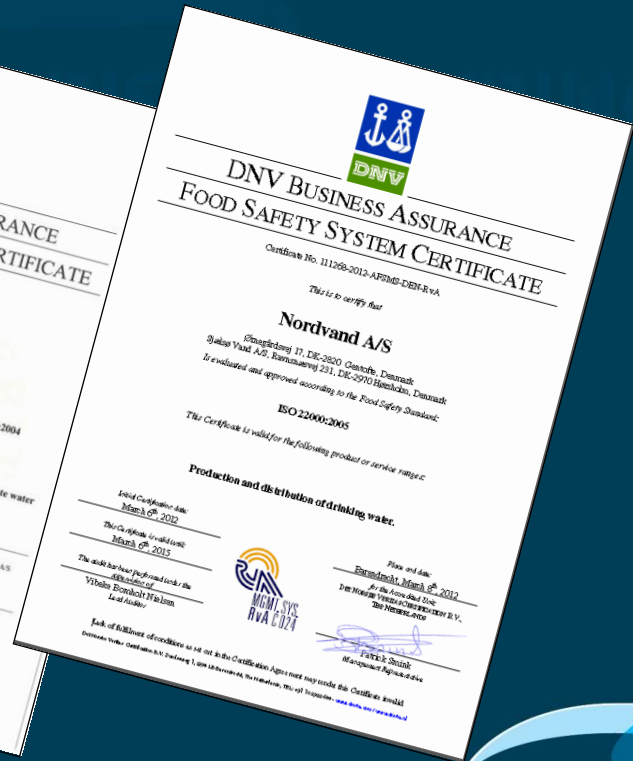 RANCE
RTIFICATE
:2004
te water
A/S
DNV
DNV BUSINESS ASSURANCE
FOOD SAFETY SYSTEM CERTIFICATE
Certificate No. 111268-2012-AFSMS-DEN-RvA
This is to certify that
Nordvand A/S
Ørnegårdsvej 17, DK-2820 Gentofte, Denmark
Sjælsø Vand A/S, Ravnsnæsvej 231, DK-2970 Hørsholm, Denmark
Is evaluated and approved according to the Food Safety Standard:
ISO 22000:2005
This Certificate is valid for the following product or service ranges:
Production and distribution of drinking water.
Initial Certification date:
March 6th, 2012
This Certificate is valid until:
March 6th, 2015
The audit has been performed under the
supervision of
Vibeke Bomholt Nielsen
Lead Auditor
RvA
MGMT. SYS.
RvA C 024
Place and date:
Barendrecht, March 8th, 2012
for the Accredited Unit:
DET NORSKE VERITAS CERTIFICATION B.V.,
THE NETHERLANDS
Patrick Smink
Management Representative
Lack of fulfilment of conditions as set out in the Certification Agreement may render this Certificate invalid.